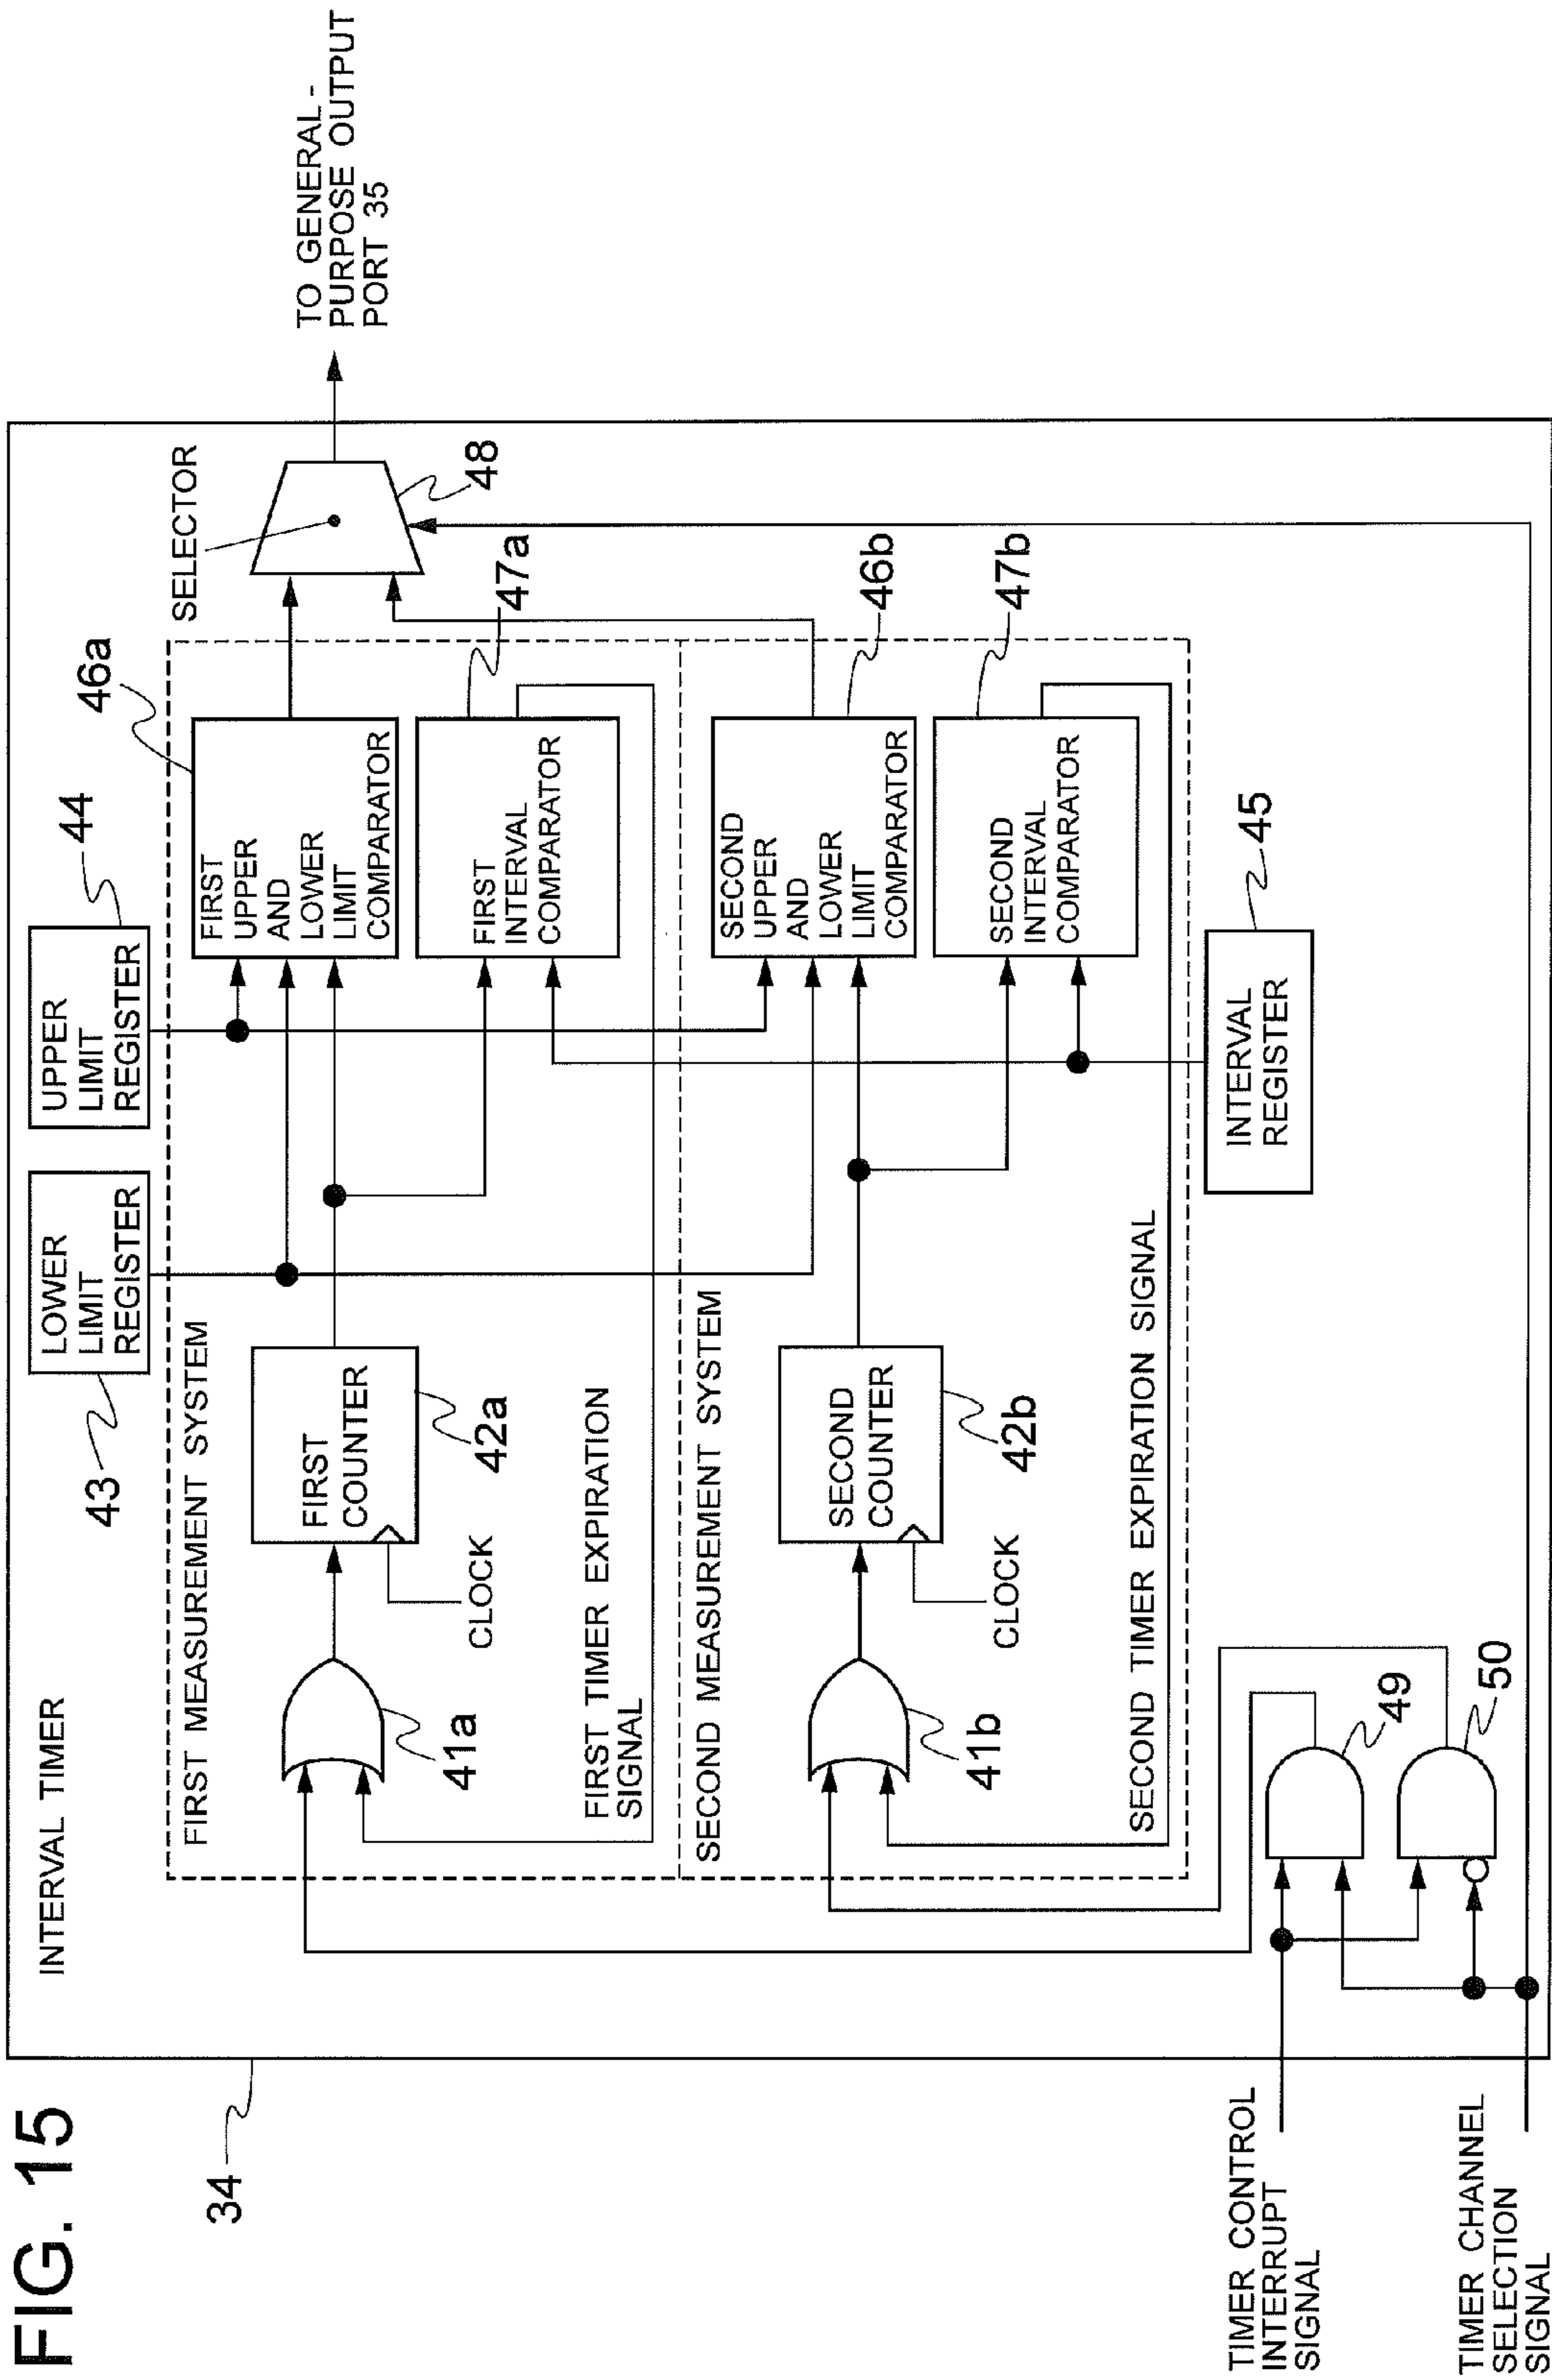 FIG. 15
34
INTERVAL TIMER
43
LOWER
LIMIT
REGISTER
44
UPPER
LIMIT
REGISTER
46a
FIRST MEASUREMENT SYSTEM
41a
FIRST
COUNTER
CLOCK
42a
FIRST
UPPER
AND
LOWER
LIMIT
COMPARATOR
SELECTOR
48
TO GENERAL-
PURPOSE OUTPUT
PORT 35
FIRST
INTERVAL
COMPARATOR
47a
FIRST TIMER EXPIRATION
SIGNAL
SECOND MEASUREMENT SYSTEM
41b
SECOND
COUNTER
CLOCK
42b
SECOND
UPPER
AND
LOWER
LIMIT
COMPARATOR
46b
SECOND
INTERVAL
COMPARATOR
47b
SECOND TIMER EXPIRATION SIGNAL
INTERVAL
REGISTER
45
TIMER CONTROL
INTERRUPT
SIGNAL
49
50
TIMER CHANNEL
SELECTION
SIGNAL